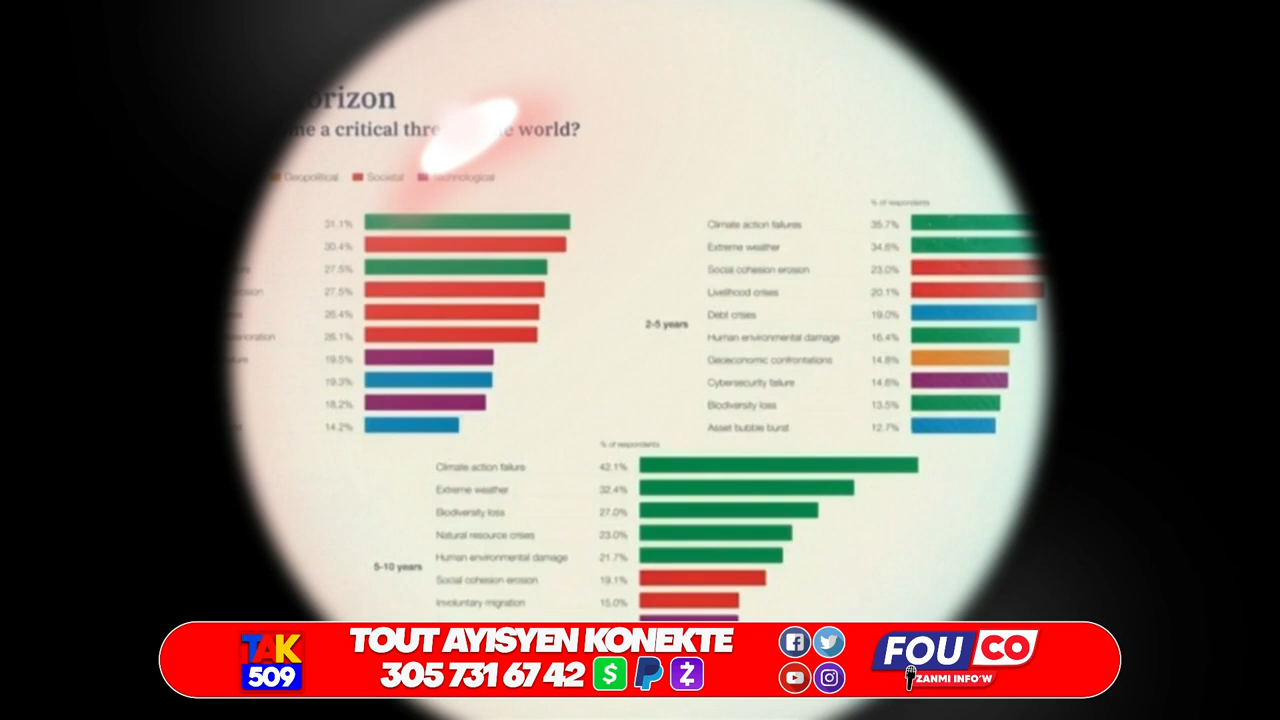 orizon
me a critical thre e world?
Geopolitical Societal Technological
31.1%
30.4%
27.5%
27.5%
26.4%
26.1%
19.5%
19.3%
18.2%
14.2%
% of respondents
2-5 years
Climate action failures 35.7%
Extreme weather 34.6%
Social cohesion erosion 23.0%
Livelihood crises 20.1%
Debt crises 19.0%
Human environmental damage 16.4%
Geoeconomic confrontations 14.8%
Cybersecurity failure 14.6%
Biodiversity loss 13.5%
Asset bubble burst 12.7%
% of respondents
5-10 years
Climate action failure 42.1%
Extreme weather 32.4%
Biodiversity loss 27.0%
Natural resource crises 23.0%
Human environmental damage 21.7%
Social cohesion erosion 19.1%
Involuntary migration 15.0%
TAK
509
TOUT AYISYEN KONEKTE
305 731 67 42
FOUCO
ZANMI INFO'W